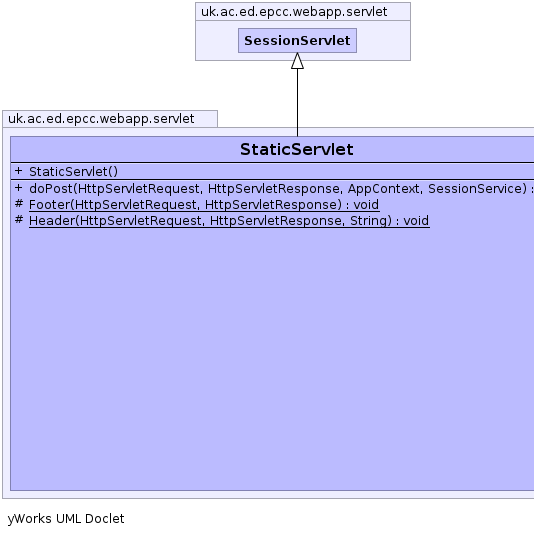 uk.ac.ed.epcc.webapp.servlet
SessionServlet
uk.ac.ed.epcc.webapp.servlet
StaticServlet
+ StaticServlet()
+ doPost(HttpServletRequest, HttpServletResponse, AppContext, SessionService) :
# Footer(HttpServletRequest, HttpServletResponse) : void
# Header(HttpServletRequest, HttpServletResponse, String) : void
yWorks UML Doclet